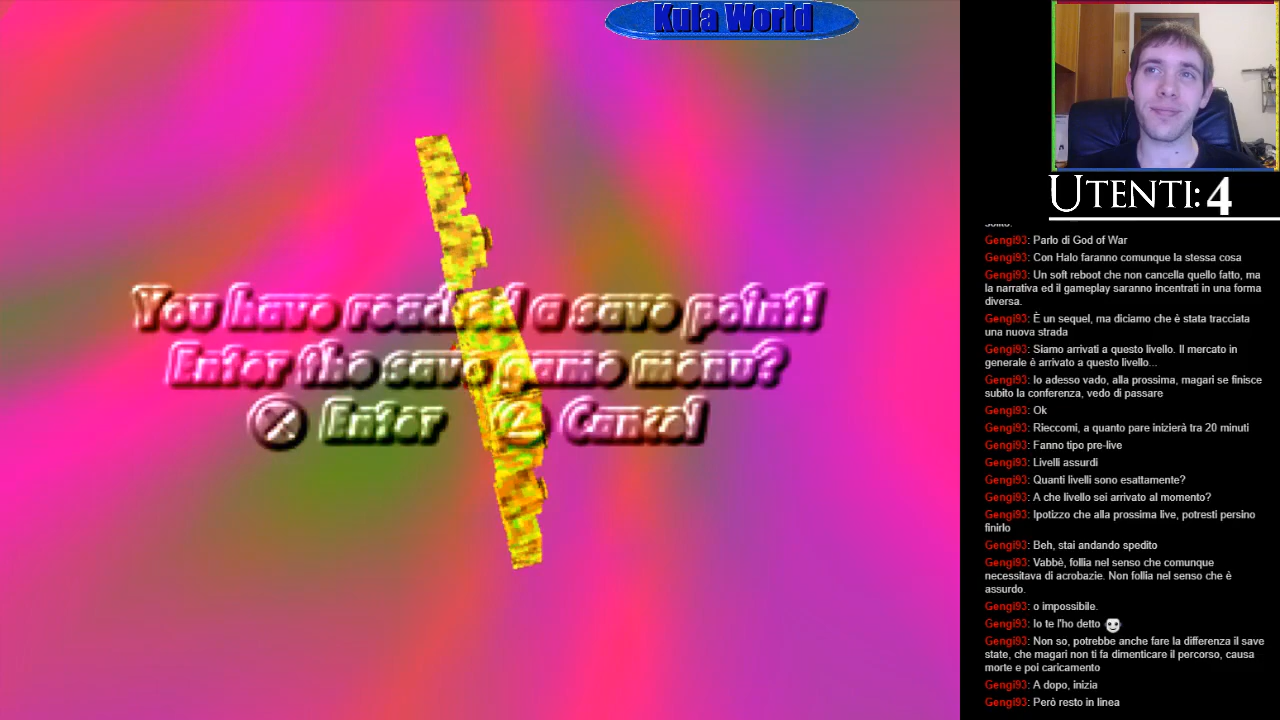 Kula World
You have reached a save point!
Enter the save game menu?
Enter Cancel
UTENTI: 4
solito.
Gengi93: Parlo di God of War
Gengi93: Con Halo faranno comunque la stessa cosa
Gengi93: Un soft reboot che non cancella quello fatto, ma
la narrativa ed il gameplay saranno incentrati in una forma
diversa.
Gengi93: È un sequel, ma diciamo che è stata tracciata
una nuova strada
Gengi93: Siamo arrivati a questo livello. Il mercato in
generale è arrivato a questo livello...
Gengi93: Io adesso vado, alla prossima, magari se finisce
subito la conferenza, vedo di passare
Gengi93: Ok
Gengi93: Rieccomi, a quanto pare inizierà tra 20 minuti
Gengi93: Fanno tipo pre-live
Gengi93: Livelli assurdi
Gengi93: Quanti livelli sono esattamente?
Gengi93: A che livello sei arrivato al momento?
Gengi93: Ipotizzo che alla prossima live, potresti persino
finirlo
Gengi93: Beh, stai andando spedito
Gengi93: Vabbè, follia nel senso che comunque
necessitava di acrobazie. Non follia nel senso che è
assurdo.
Gengi93: o impossibile.
Gengi93: Io te l'ho detto
Gengi93: Non so, potrebbe anche fare la differenza il save
state, che magari non ti fa dimenticare il percorso, causa
morte e poi caricamento
Gengi93: A dopo, inizia
Gengi93: Però resto in linea